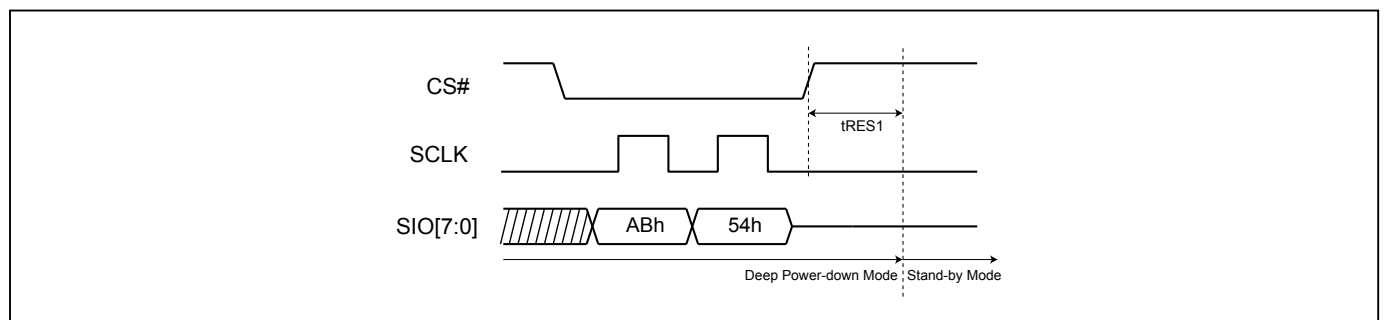 CS#
tRES1
SCLK
SIO[7:0] ABh 54h
Deep Power-down Mode Stand-by Mode